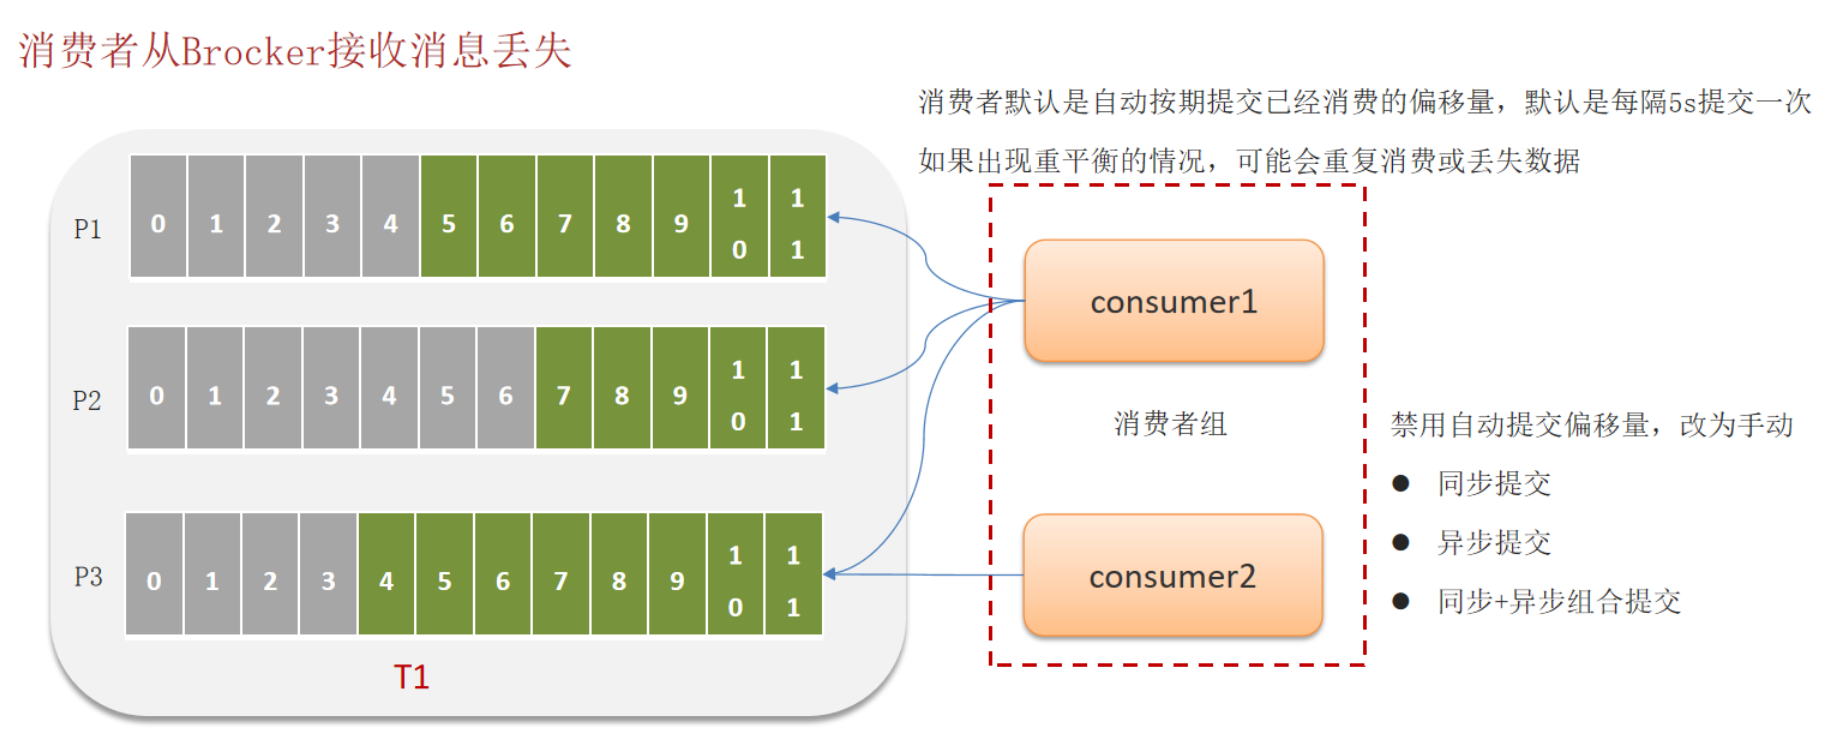 消费者从Brocker接收消息丢失
消费者默认是自动按期提交已经消费的偏移量，默认是每隔5s提交一次
如果出现重平衡的情况，可能会重复消费或丢失数据
P1
0 1 2 3 4 5 6 7 8 9 10 11
P2
0 1 2 3 4 5 6 7 8 9 10 11
P3
0 1 2 3 4 5 6 7 8 9 10 11
T1
consumer1
消费者组
consumer2
禁用自动提交偏移量，改为手动
● 同步提交
● 异步提交
● 同步+异步组合提交